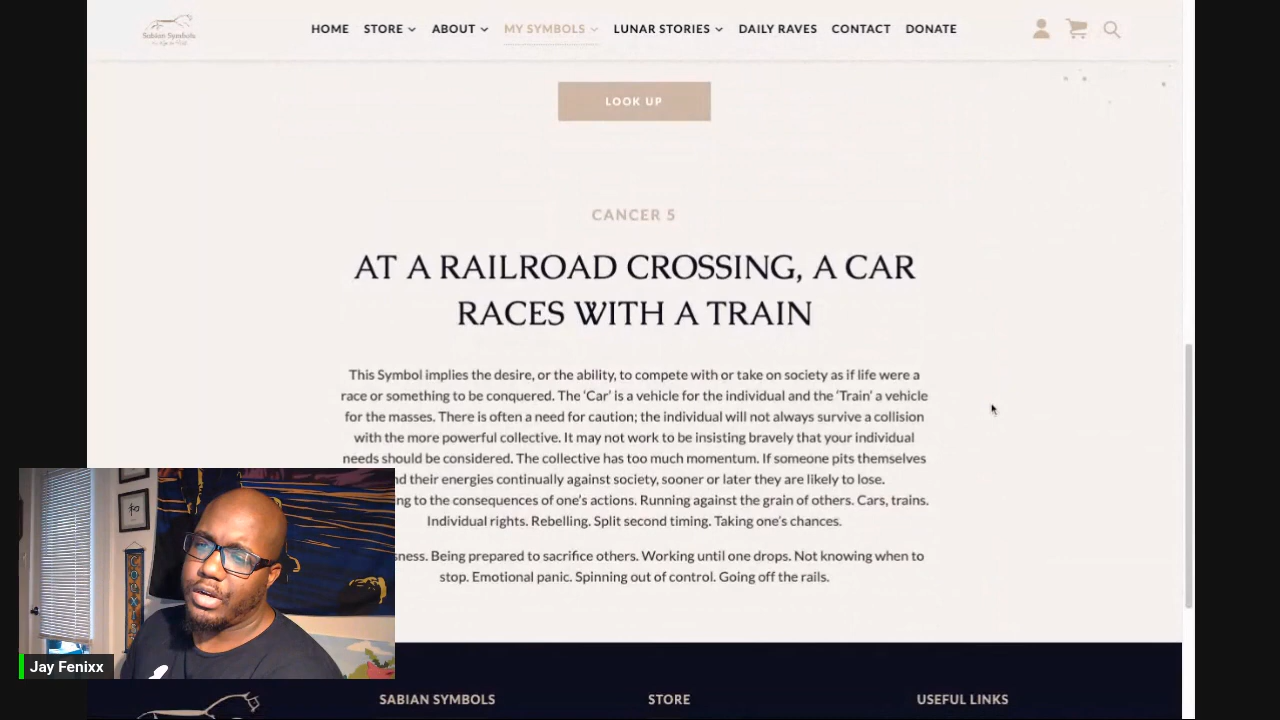 Sabian Symbols
HOME STORE ABOUT MY SYMBOLS LUNAR STORIES DAILY RAVES CONTACT DONATE
LOOK UP
CANCER 5
AT A RAILROAD CROSSING, A CAR
RACES WITH A TRAIN
This Symbol implies the desire, or the ability, to compete with or take on society as if life were a
race or something to be conquered. The ‘Car’ is a vehicle for the individual and the ‘Train’ a vehicle
for the masses. There is often a need for caution; the individual will not always survive a collision
with the more powerful collective. It may not work to be insisting bravely that your individual
needs should be considered. The collective has too much momentum. If someone pits themselves
nd their energies continually against society, sooner or later they are likely to lose.
ng to the consequences of one’s actions. Running against the grain of others. Cars, trains.
Individual rights. Rebelling. Split second timing. Taking one’s chances.
sness. Being prepared to sacrifice others. Working until one drops. Not knowing when to
stop. Emotional panic. Spinning out of control. Going off the rails.
和
COEXIST
Jay Fenixx
SABIAN SYMBOLS STORE USEFUL LINKS